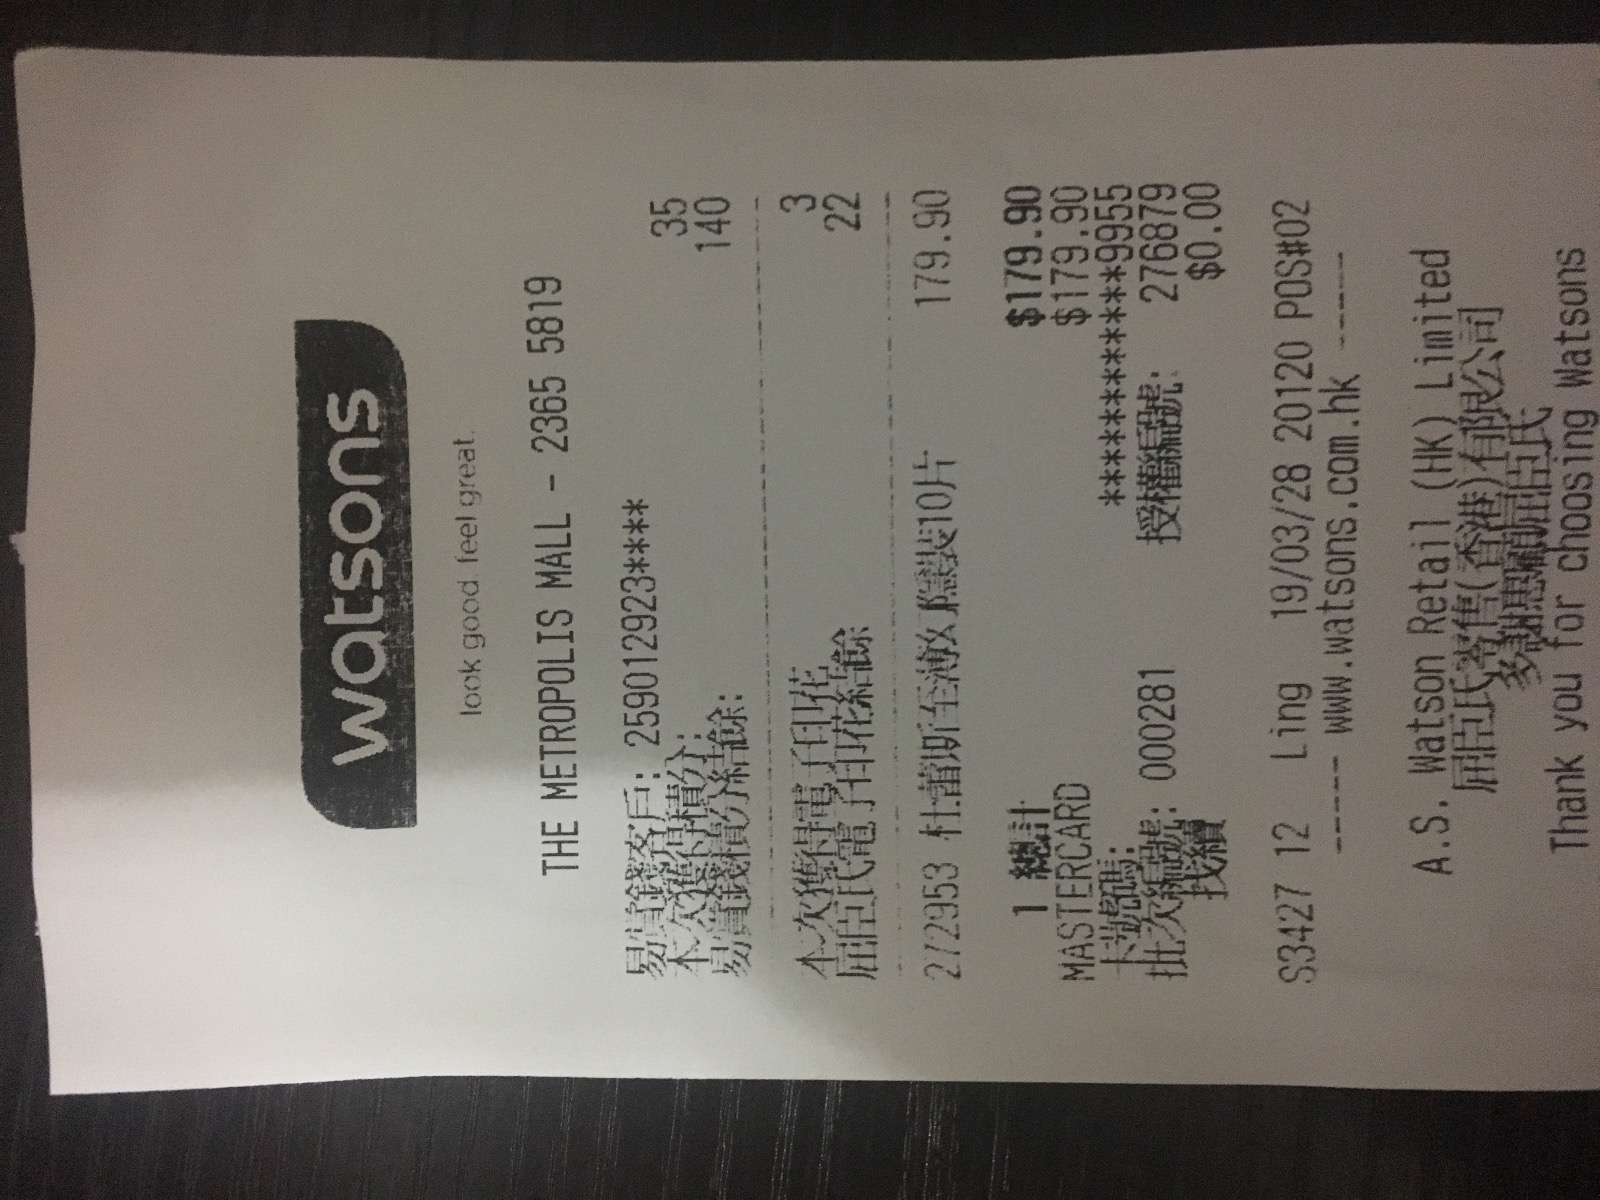 watsons
look good. feel great.
THE METROPOLIS MALL - 2365 5819
易賞錢客戶: 259012923****
本次獲得積分: 35
易賞錢積分結餘: 140
本次獲得電子印花 3
屈臣氏電子印花結餘 22
272953 杜蕾斯至薄幻隱裝10片 179.90
1 總計 $179.90
MASTERCARD $179.90
卡號碼: ************9955
批次編號: 000281 授權編號: 276879
找續 $0.00
S3427 12 Ling 19/03/28 20120 POS#02
----- www.watsons.com.hk -----
A.S. Watson Retail (HK) Limited
屈臣氏零售(香港)有限公司
多謝惠顧屈臣氏
Thank you for choosing Watsons